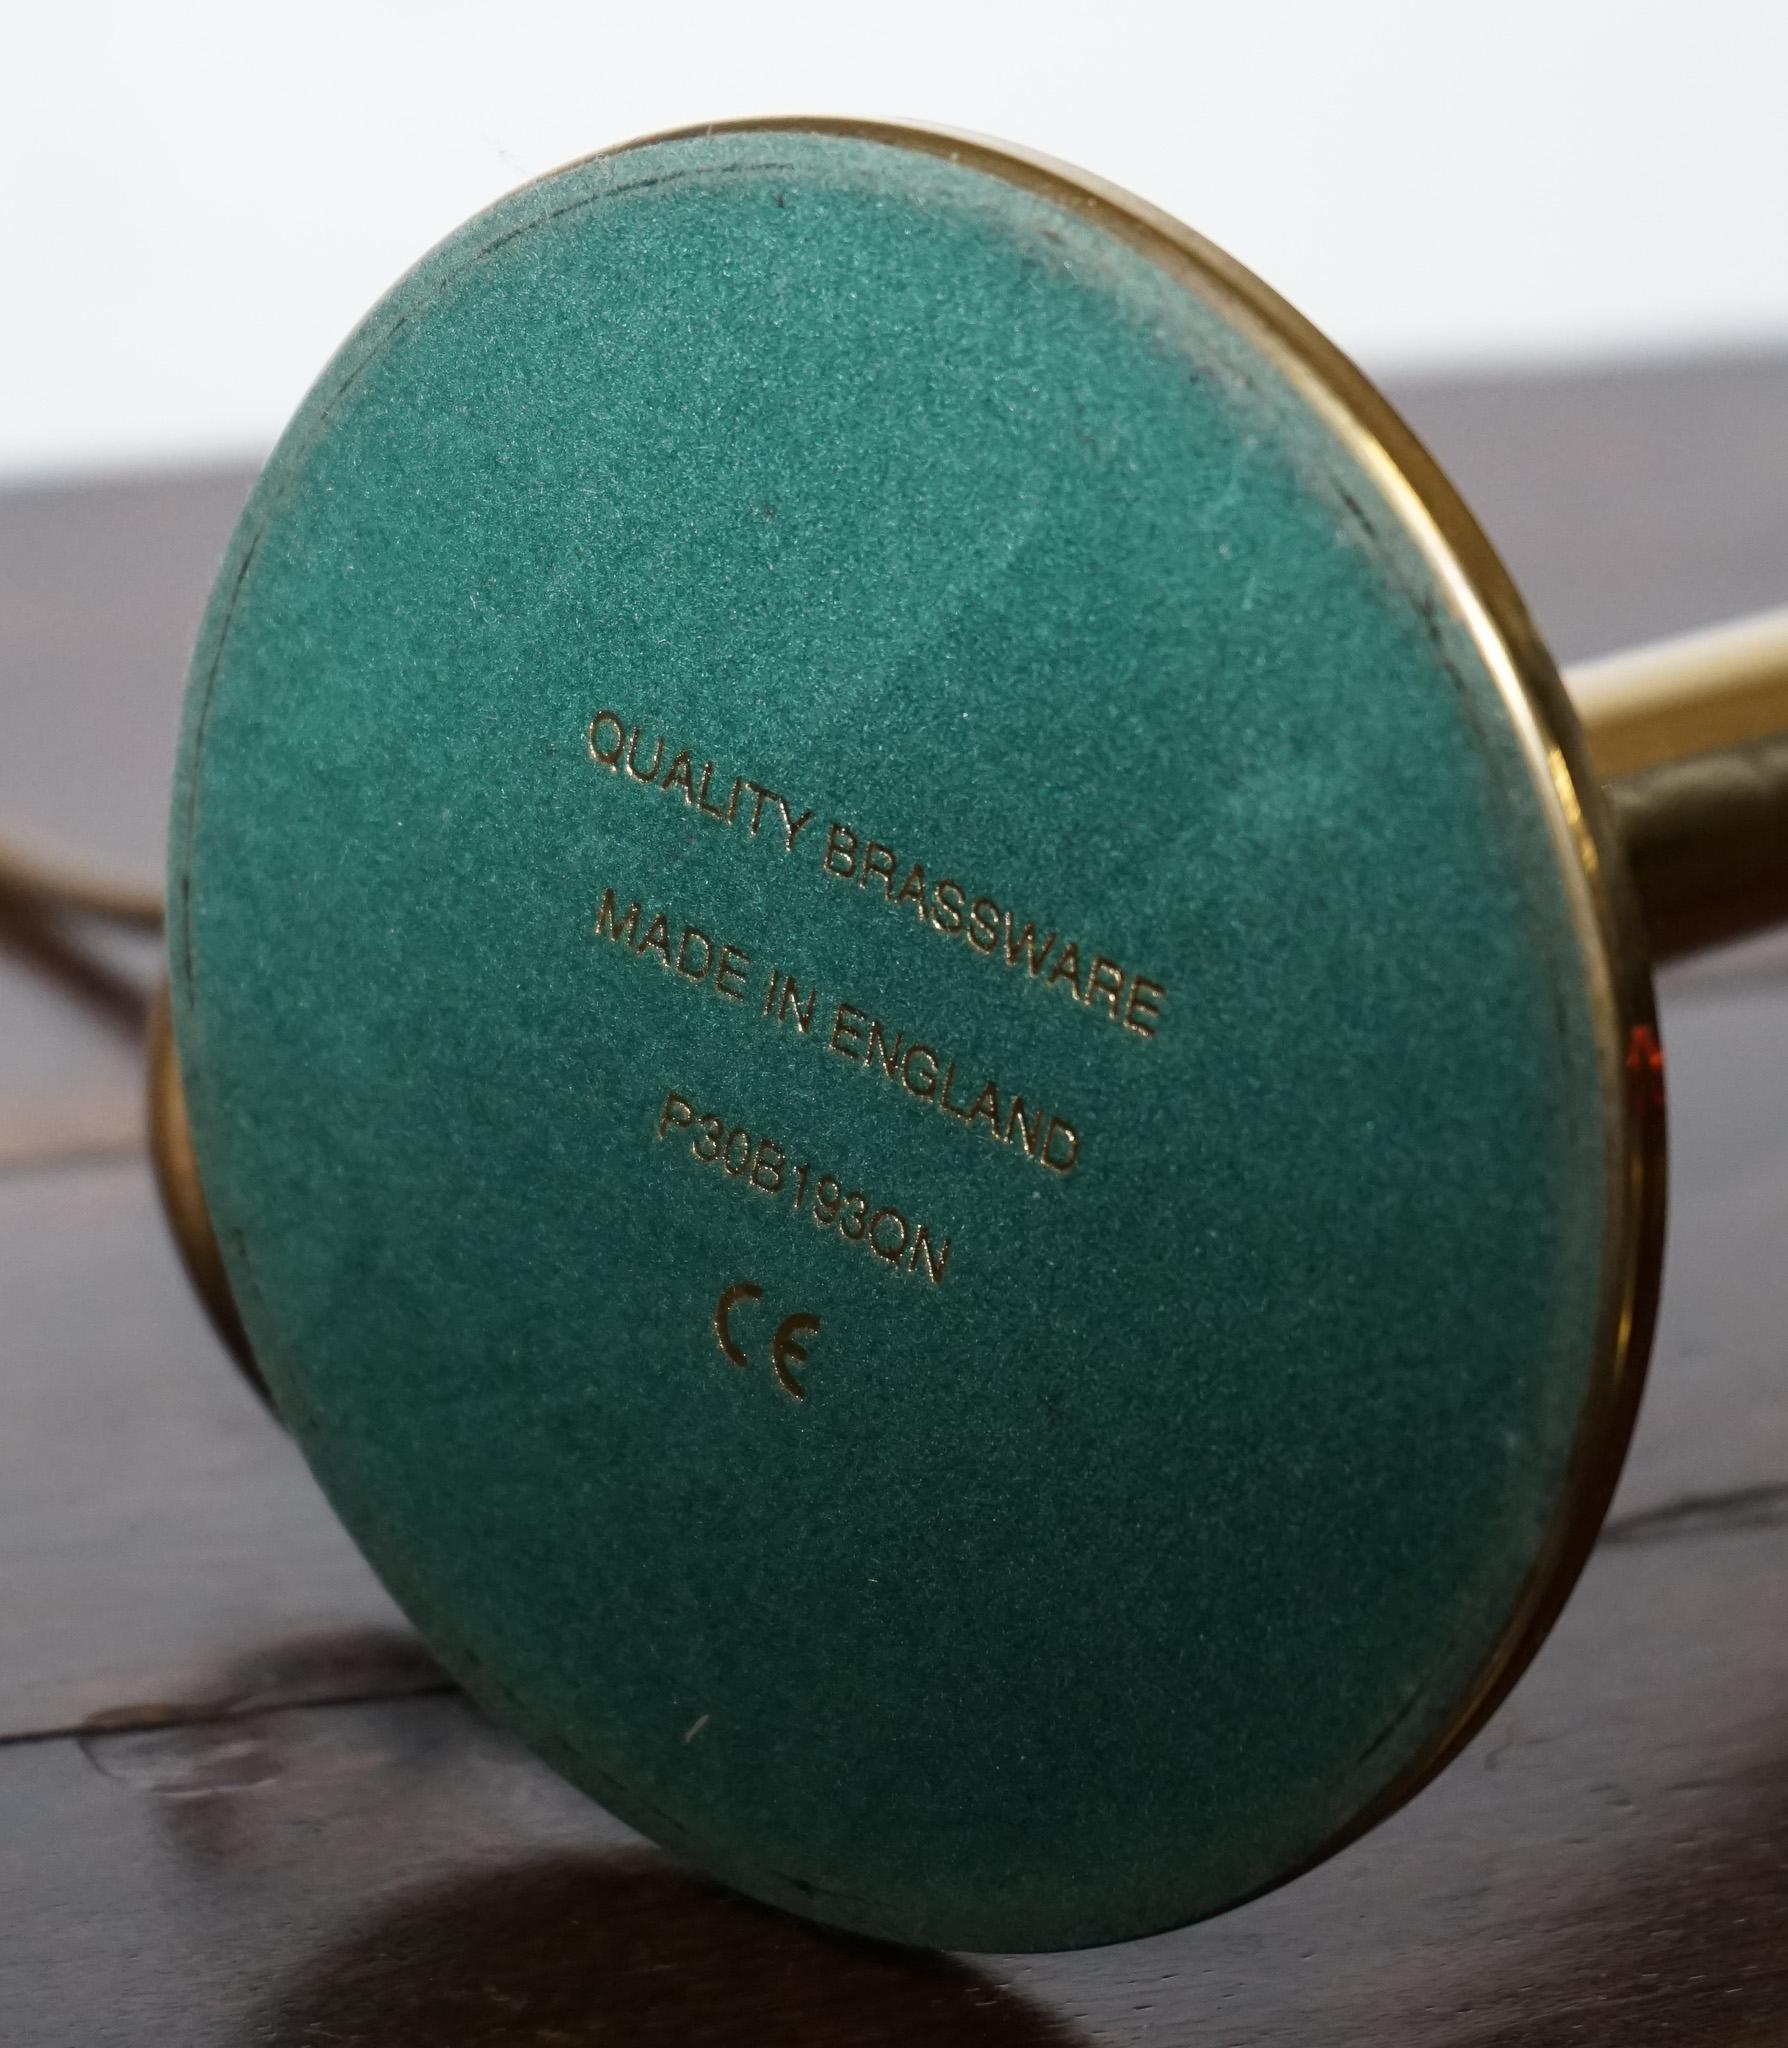 QUALITY BRASSWARE
MADE IN ENGLAND
P30B193QN
CE